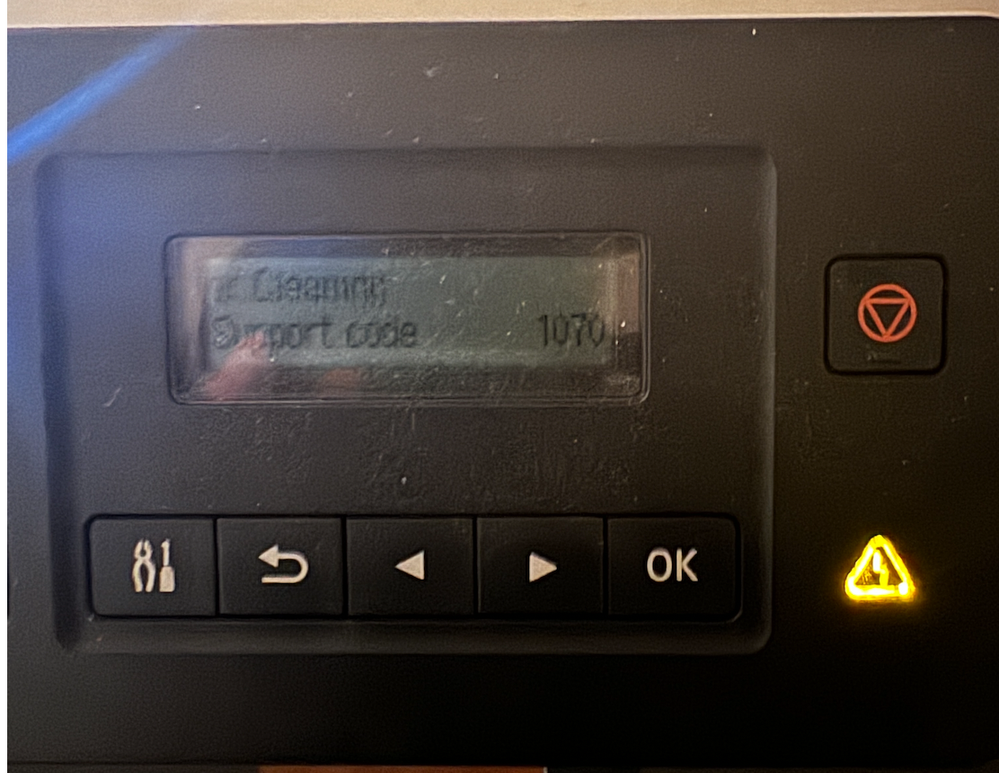 Cleaning
Support code 1070
OK